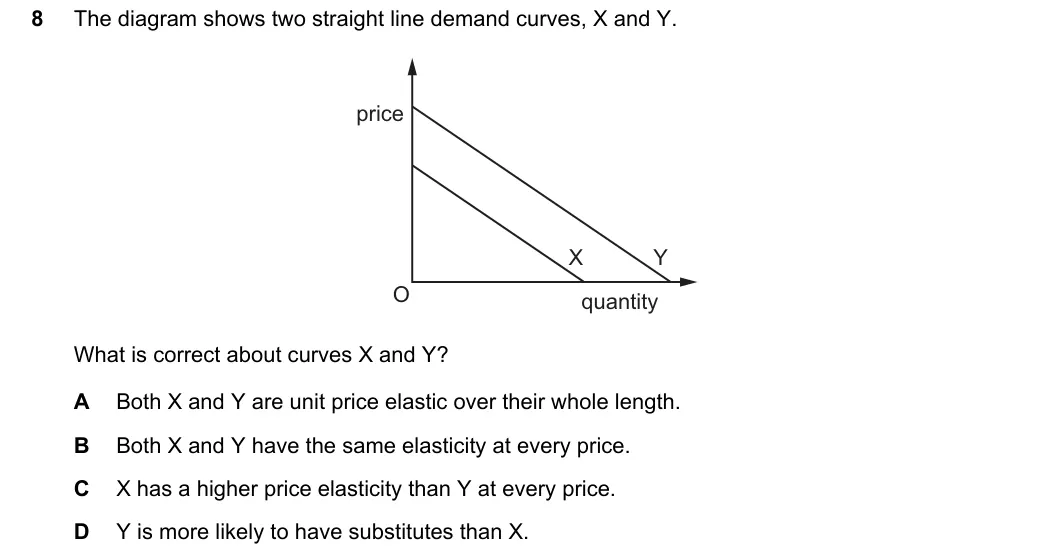 8 The diagram shows two straight line demand curves, X and Y.
price
X
Y
O
quantity
What is correct about curves X and Y?
A Both X and Y are unit price elastic over their whole length.
B Both X and Y have the same elasticity at every price.
C X has a higher price elasticity than Y at every price.
D Y is more likely to have substitutes than X.